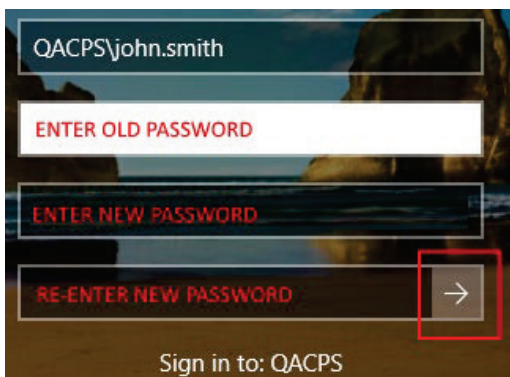 QACPS\john.smith
ENTER OLD PASSWORD
ENTER NEW PASSWORD
RE-ENTER NEW PASSWORD
Sign in to: QACPS